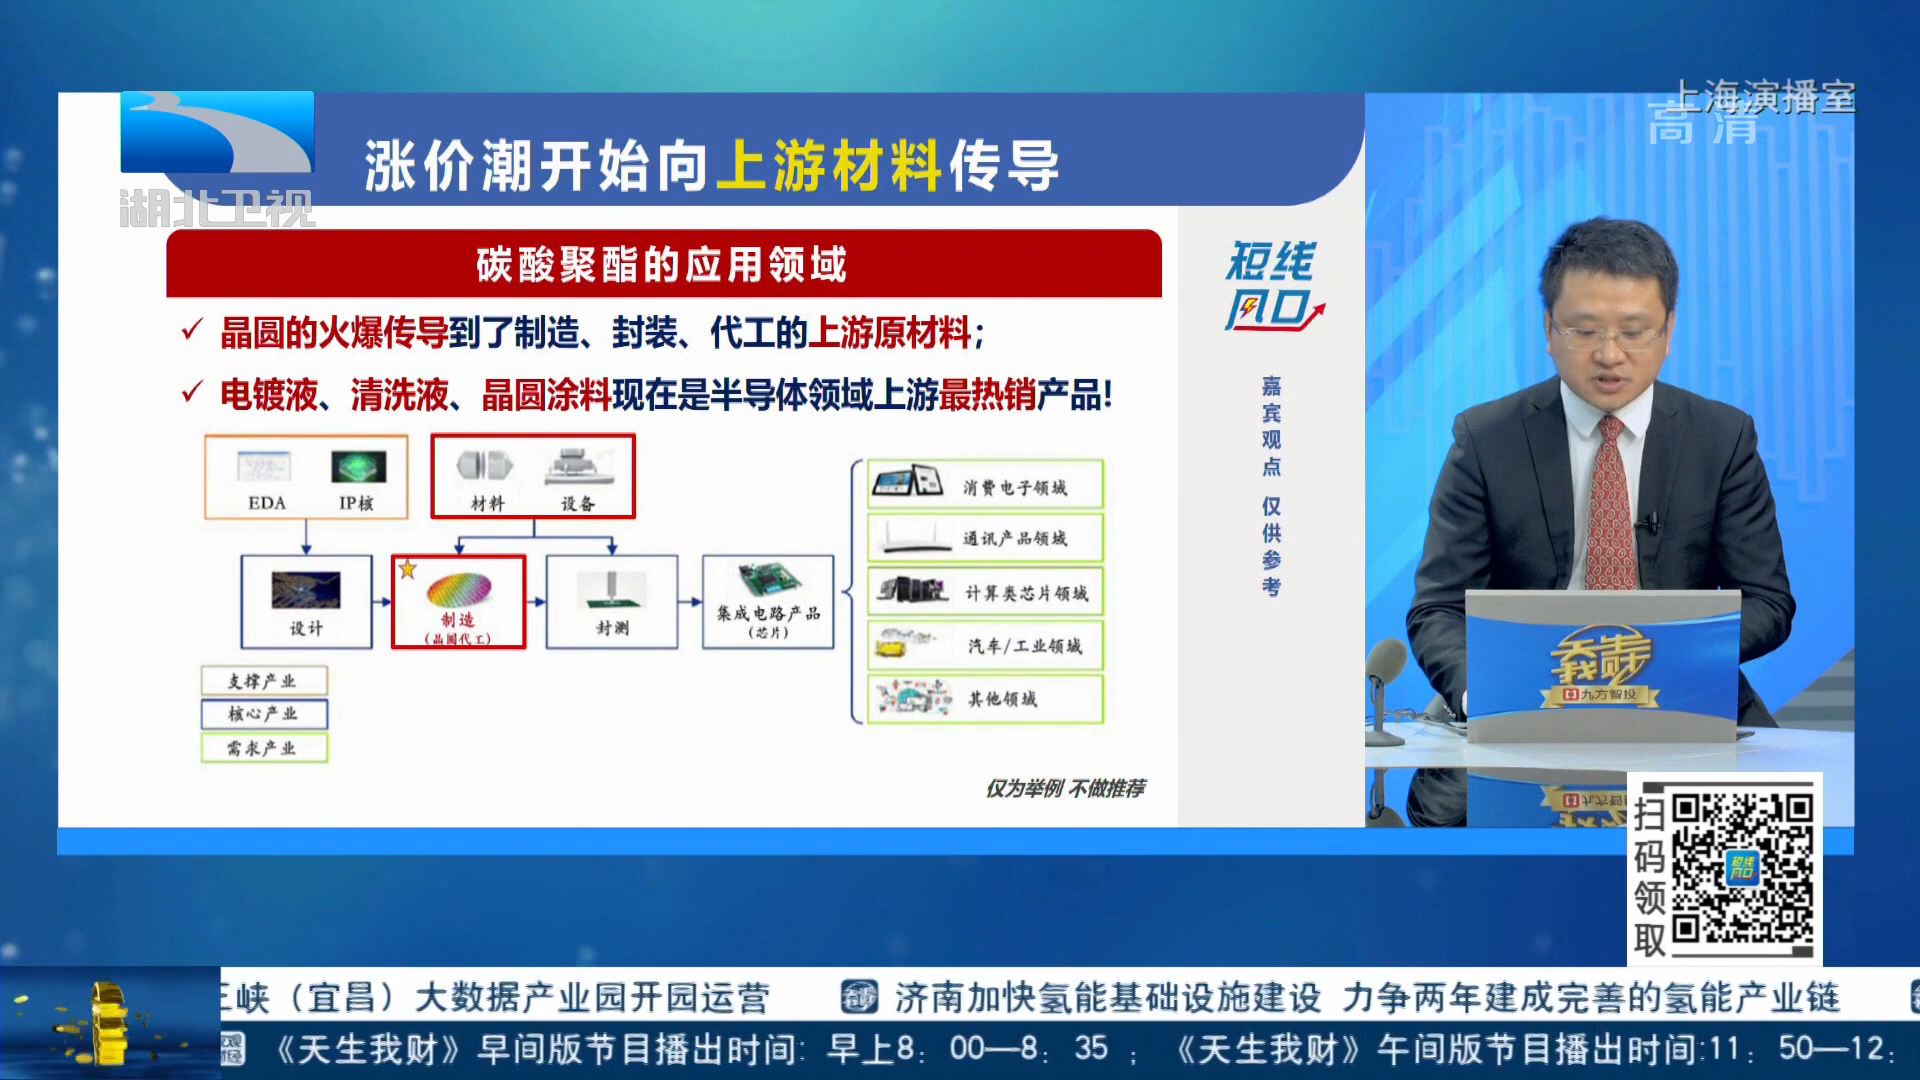 上海演播室
高清
湖北卫视
涨价潮开始向上游材料传导
碳酸聚酯的应用领域
✓ 晶圆的火爆传导到了制造、封装、代工的上游原材料；
✓ 电镀液、清洗液、晶圆涂料现在是半导体领域上游最热销产品！
EDA IP核
材料 设备
设计
制造
（晶圆代工）
封测
集成电路产品
（芯片）
消费电子领域
通讯产品领域
计算类芯片领域
汽车/工业领域
其他领域
支撑产业
核心产业
需求产业
仅为举例 不做推荐
短线
风口
嘉宾观点 仅供参考
天生
我财
九方智投
扫码领取
短线
风口
三峡（宜昌）大数据产业园开园运营 济南加快氢能基础设施建设 力争两年建成完善的氢能产业链
《天生我财》早间版节目播出时间：早上8：00—8：35 ；《天生我财》午间版节目播出时间:11：50—12：